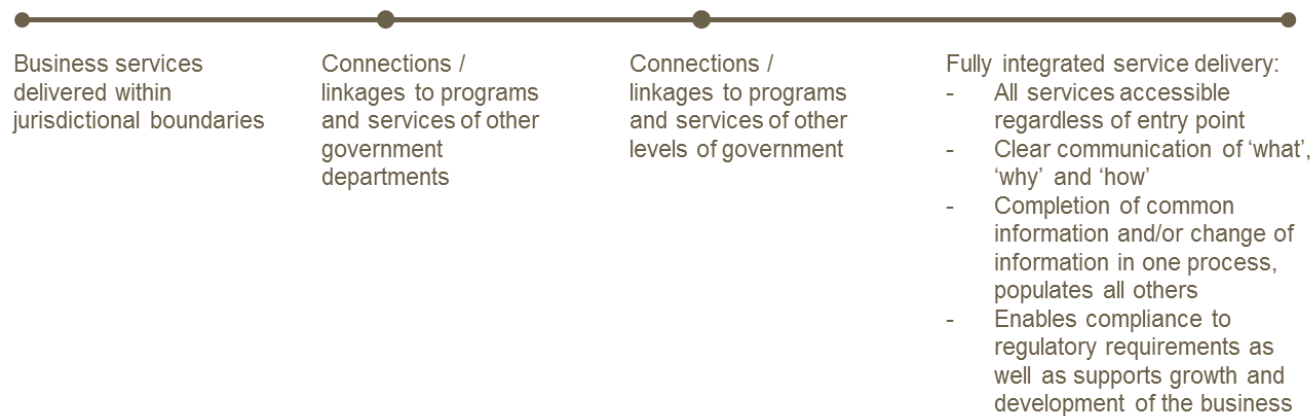 Business services
delivered within
jurisdictional boundaries
Connections /
linkages to programs
and services of other
government
departments
Connections /
linkages to programs
and services of other
levels of government
Fully integrated service delivery:
- All services accessible
regardless of entry point
- Clear communication of ‘what’,
‘why’ and ‘how’
- Completion of common
information and/or change of
information in one process,
populates all others
- Enables compliance to
regulatory requirements as
well as supports growth and
development of the business